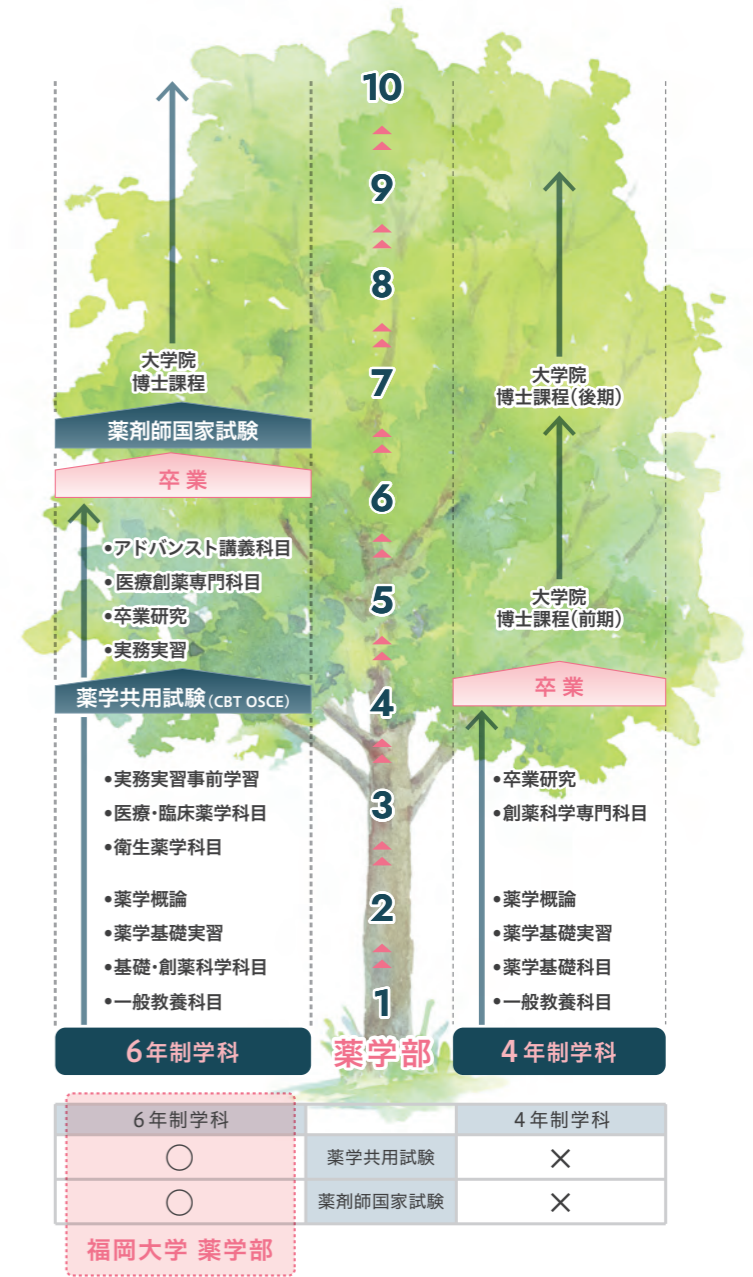 10
9
8
7
6
5
4
3
2
1
大学院
博士課程
薬剤師国家試験
卒業
•アドバンスト講義科目
•医療創薬専門科目
•卒業研究
•実務実習
薬学共用試験(CBT OSCE)
•実務実習事前学習
•医療・臨床薬学科目
•衛生薬学科目
•薬学概論
•薬学基礎実習
•基礎・創薬科学科目
•一般教養科目
6年制学科
薬学部
大学院
博士課程(後期)
大学院
博士課程(前期)
卒業
•卒業研究
•創薬科学専門科目
•薬学概論
•薬学基礎実習
•薬学基礎科目
•一般教養科目
4年制学科
6年制学科 4年制学科
○ 薬学共用試験 ×
○ 薬剤師国家試験 ×
福岡大学 薬学部